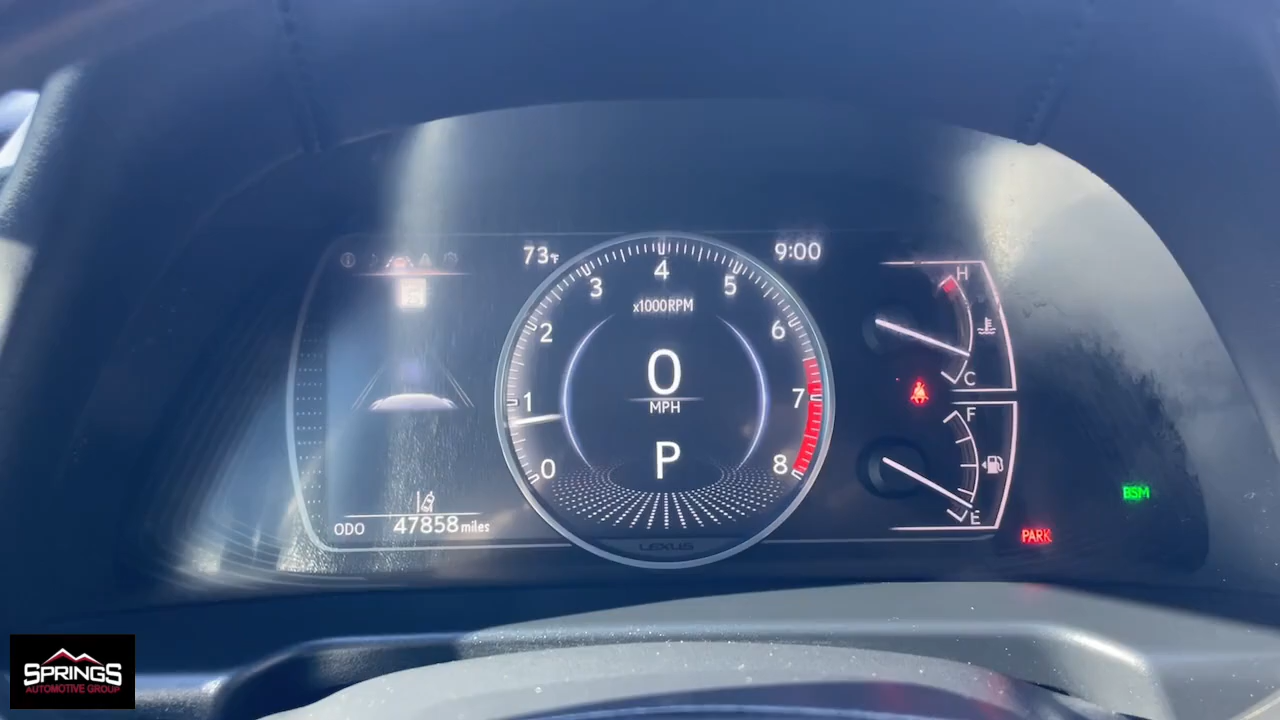 73°F
9:00
4
3
5
x1000RPM
2
6
0
MPH
1
7
P
0
8
H
C
F
E
ODO 47858 miles
LEXUS
BSM
PARK
SPRINGS
AUTOMOTIVE GROUP